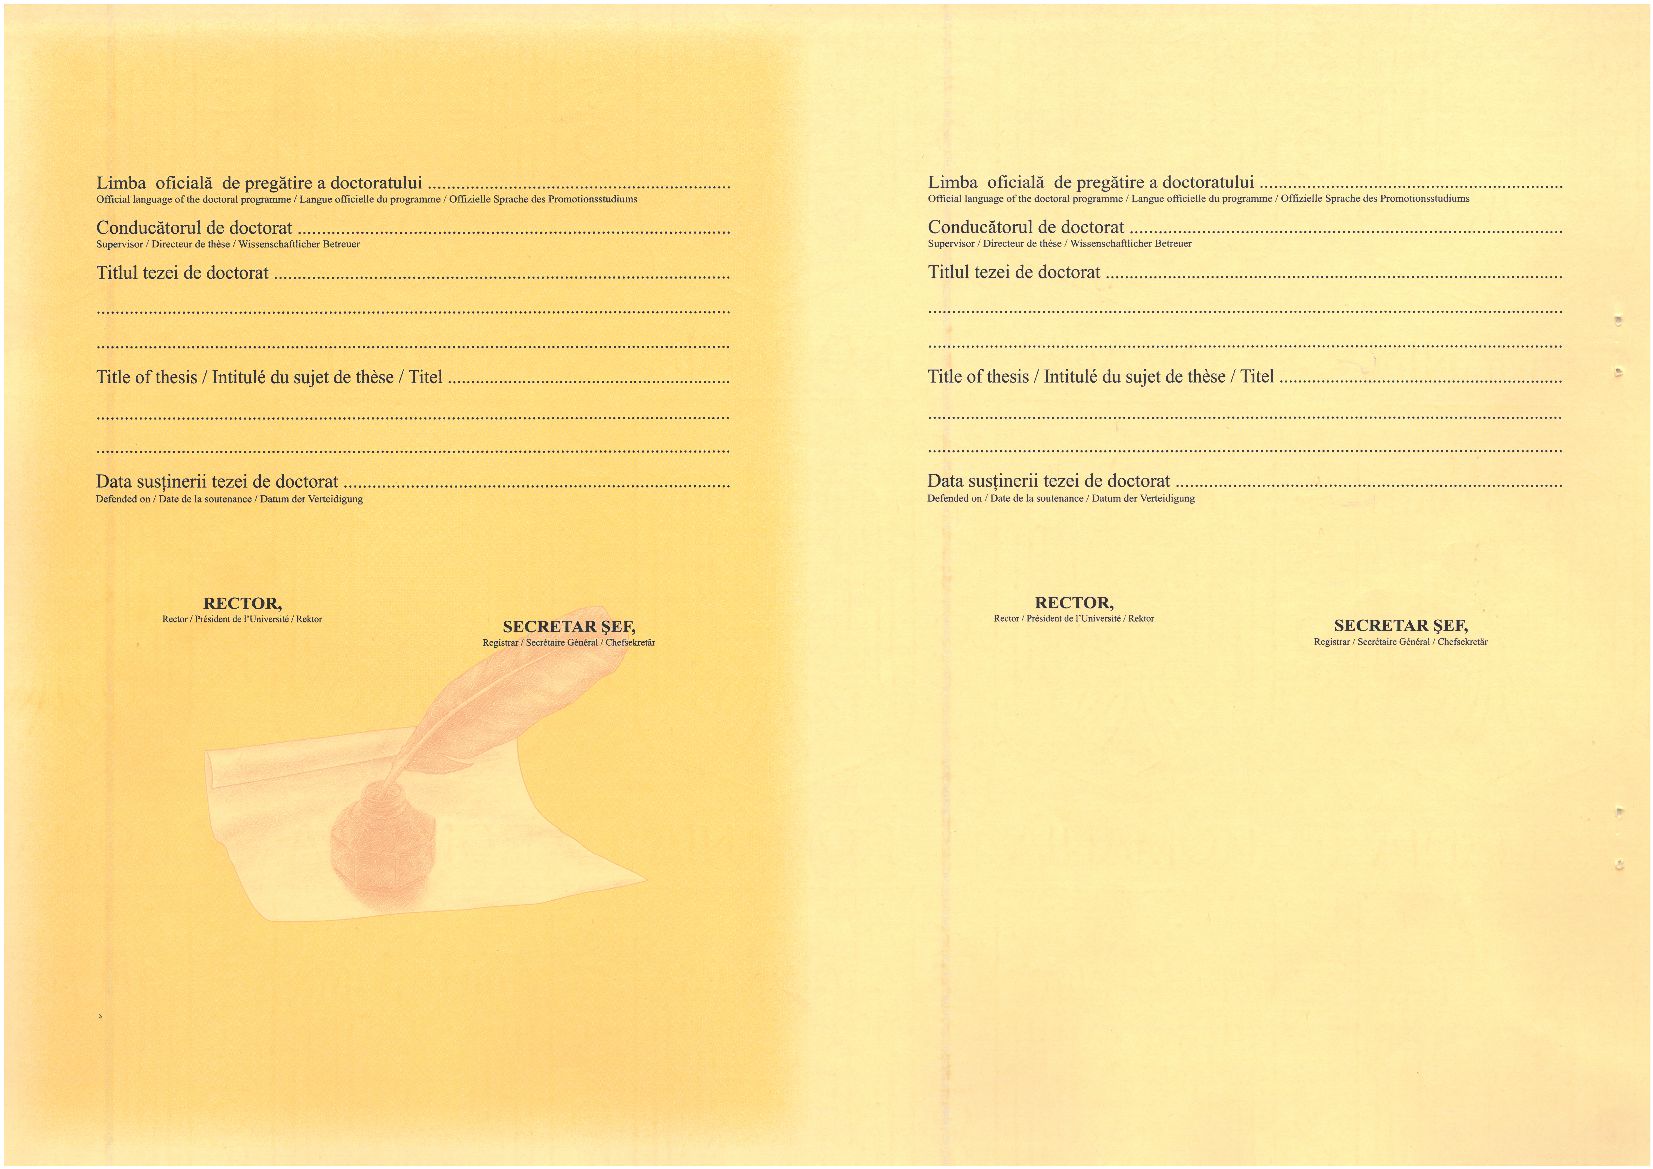 Limba oficială de pregătire a doctoratului ................................................................
Official language of the doctoral programme / Langue officielle du programme / Offizielle Sprache des Promotionsstudiums
Conducătorul de doctorat ................................................................
Supervisor / Directeur de thèse / Wissenschaftlicher Betreuer
Titlul tezei de doctorat ................................................................
................................................................
................................................................
Title of thesis / Intitulé du sujet de thèse / Titel ................................................................
................................................................
................................................................
Data susţinerii tezei de doctorat ................................................................
Defended on / Date de la soutenance / Datum der Verteidigung
RECTOR,
Rector / Président de l'Université / Rektor
SECRETAR ŞEF,
Registrar / Secrétaire Général / Chefsekretär
Limba oficială de pregătire a doctoratului ................................................................
Official language of the doctoral programme / Langue officielle du programme / Offizielle Sprache des Promotionsstudiums
Conducătorul de doctorat ................................................................
Supervisor / Directeur de thèse / Wissenschaftlicher Betreuer
Titlul tezei de doctorat ................................................................
................................................................
................................................................
Title of thesis / Intitulé du sujet de thèse / Titel ................................................................
................................................................
................................................................
Data susţinerii tezei de doctorat ................................................................
Defended on / Date de la soutenance / Datum der Verteidigung
RECTOR,
Rector / Président de l'Université / Rektor
SECRETAR ŞEF,
Registrar / Secrétaire Général / Chefsekretär